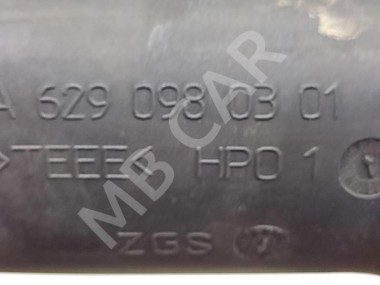 A 629 098 03 01
>TEEE< HPO 1
ZGS
MB CAR